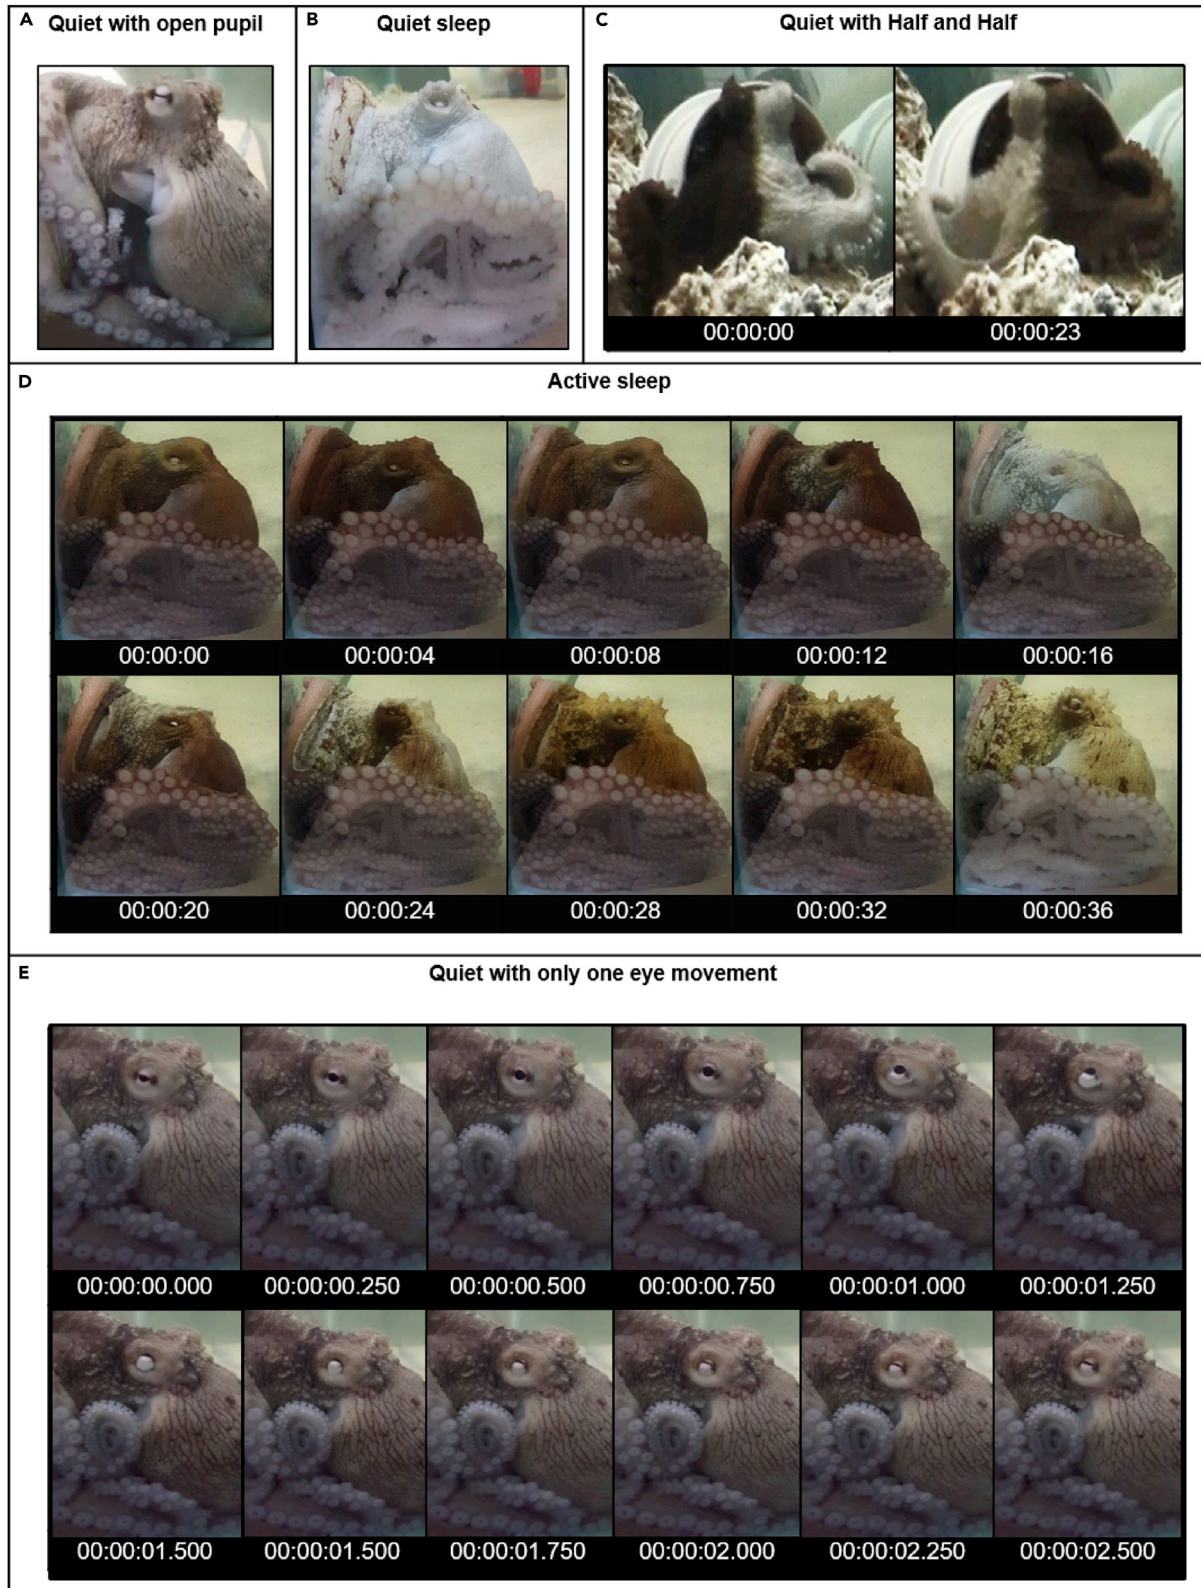 A Quiet with open pupil
B Quiet sleep
C Quiet with Half and Half
00:00:00 00:00:23
D Active sleep
00:00:00 00:00:04 00:00:08 00:00:12 00:00:16
00:00:20 00:00:24 00:00:28 00:00:32 00:00:36
E Quiet with only one eye movement
00:00:00.000 00:00:00.250 00:00:00.500 00:00:00.750 00:00:01.000 00:00:01.250
00:00:01.500 00:00:01.500 00:00:01.750 00:00:02.000 00:00:02.250 00:00:02.500